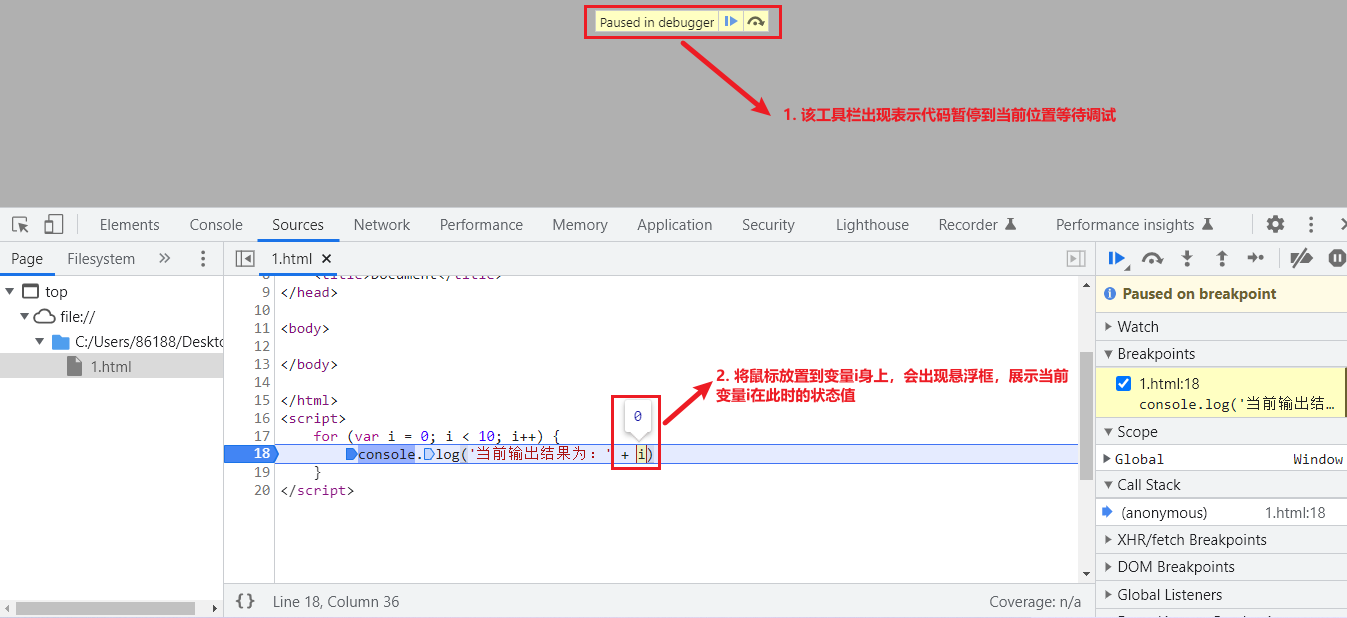 Paused in debugger
1. 该工具栏出现表示代码暂停到当前位置等待调试
Elements Console Sources Network Performance Memory Application Security Lighthouse Recorder Performance insights
Page Filesystem »
1.html ×
top
file://
C:/Users/86188/Deskto
1.html
8 <title>Document</title>
9 </head>
10
11 <body>
12
13 </body>
14
15 </html>
16 <script>
17 for (var i = 0; i < 10; i++) {
18 console.log('当前输出结果为：' + i)
19 }
20 </script>
0
2. 将鼠标放置到变量i身上，会出现悬浮框，展示当前
变量i在此时的状态值
{} Line 18, Column 36
Coverage: n/a
Paused on breakpoint
Watch
Breakpoints
1.html:18
console.log('当前输出结…
Scope
Global Window
Call Stack
(anonymous) 1.html:18
XHR/fetch Breakpoints
DOM Breakpoints
Global Listeners